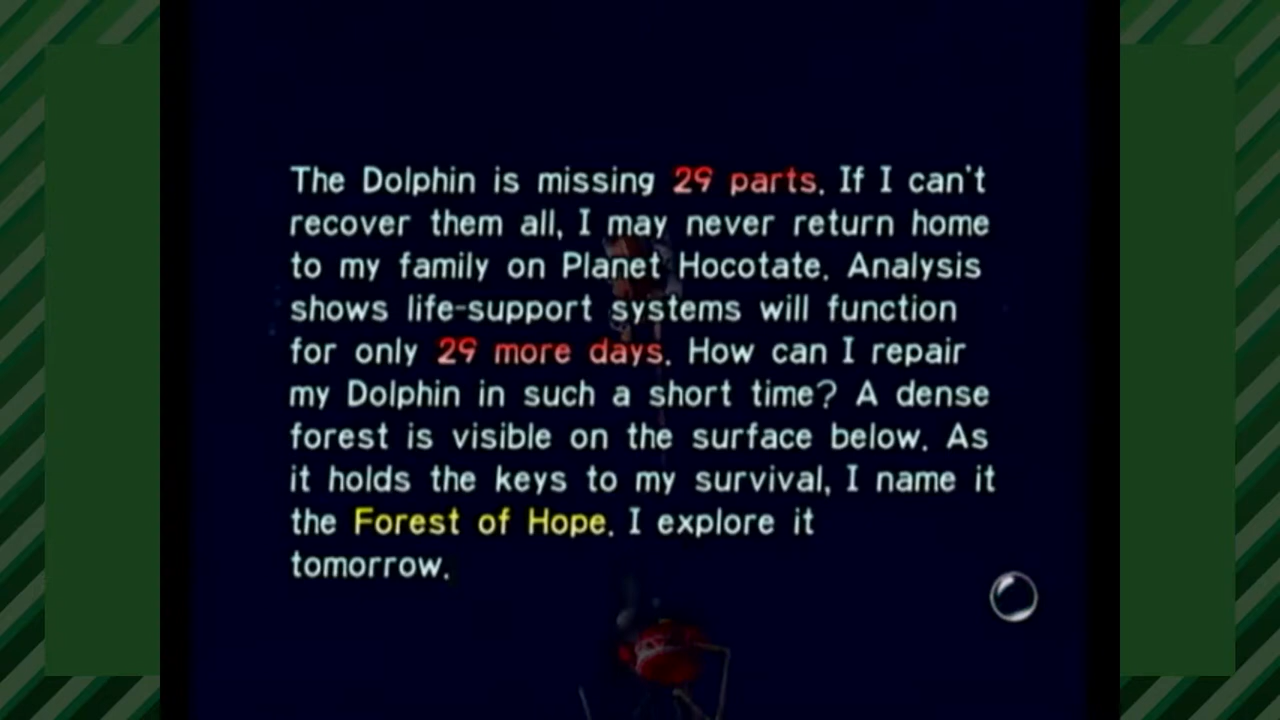 The Dolphin is missing 29 parts. If I can't
recover them all, I may never return home
to my family on Planet Hocotate. Analysis
shows life-support systems will function
for only 29 more days. How can I repair
my Dolphin in such a short time? A dense
forest is visible on the surface below. As
it holds the keys to my survival, I name it
the Forest of Hope. I explore it
tomorrow.